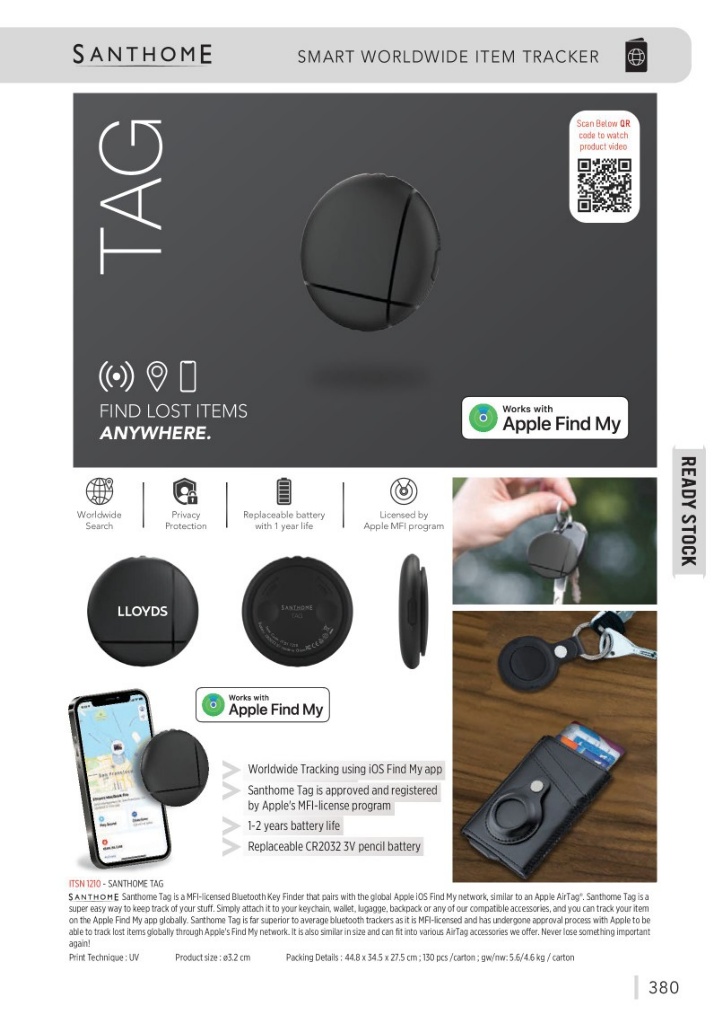 SANTHOME
SMART WORLDWIDE ITEM TRACKER
TAG
Scan Below QR
code to watch
product video
FIND LOST ITEMS
ANYWHERE.
Works with
Apple Find My
READY STOCK
Worldwide
Search
Privacy
Protection
Replaceable battery
with 1 year life
Licensed by
Apple MFI program
LLOYDS
SANTHOME
TAG
Works with
Apple Find My
Worldwide Tracking using iOS Find My app
Santhome Tag is approved and registered
by Apple's MFI-license program
1-2 years battery life
Replaceable CR2032 3V pencil battery
ITSN 1210 - SANTHOME TAG
SANTHOME Santhome Tag is a MFI-licensed Bluetooth Key Finder that pairs with the global Apple iOS Find My network, similar to an Apple AirTag®. Santhome Tag is a
super easy way to keep track of your stuff. Simply attach it to your keychain, wallet, lugagge, backpack or any of our compatible accessories, and you can track your item
on the Apple Find My app globally. Santhome Tag is far superior to average bluetooth trackers as it is MFI-licensed and has undergone approval process with Apple to be
able to track lost items globally through Apple's Find My network. It is also similar in size and can fit into various AirTag accessories we offer. Never lose something important
again!
Print Technique : UV Product size : ø3.2 cm Packing Details : 44.8 x 34.5 x 27.5 cm ; 130 pcs /carton ; gw/nw: 5.6/4.6 kg / carton
380